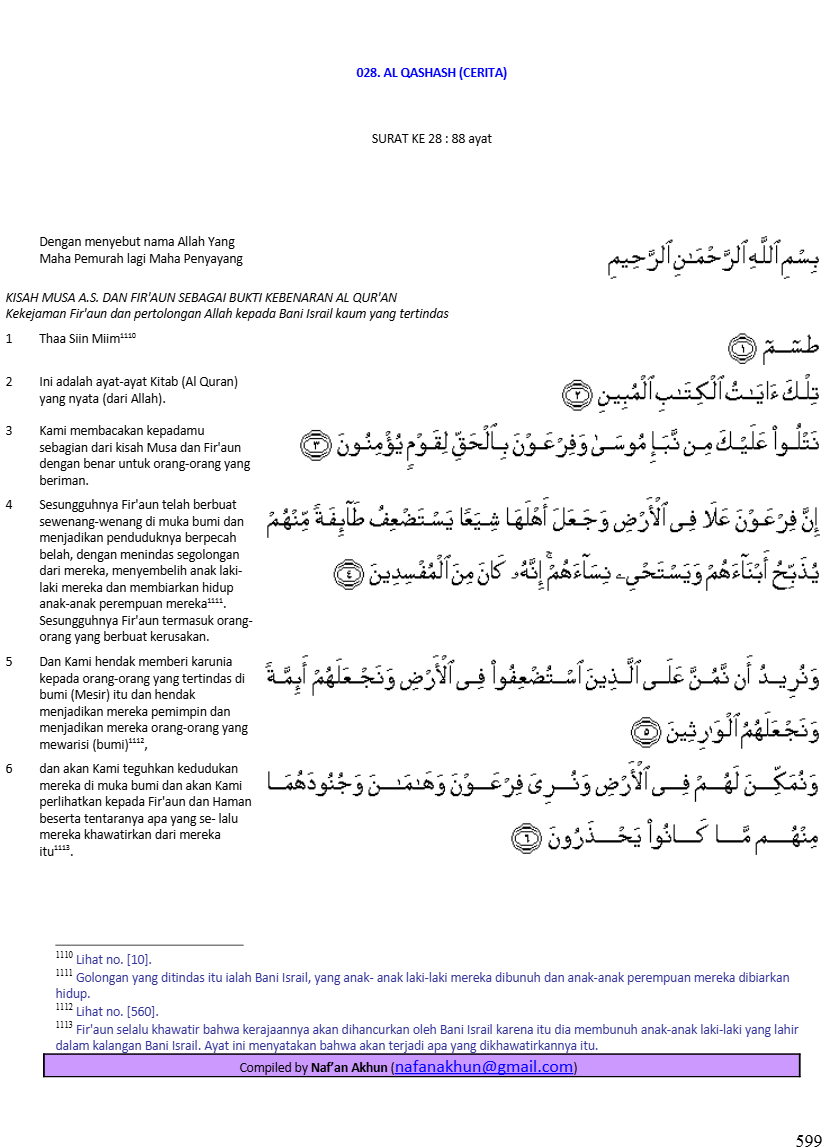 028. AL QASHASH (CERITA)
SURAT KE 28 : 88 ayat
Dengan menyebut nama Allah Yang
Maha Pemurah lagi Maha Penyayang
بِسْمِ ٱللَّهِ ٱلرَّحْمَـٰنِ ٱلرَّحِيمِ
KISAH MUSA A.S. DAN FIR'AUN SEBAGAI BUKTI KEBENARAN AL QUR'AN
Kekejaman Fir'aun dan pertolongan Allah kepada Bani Israil kaum yang tertindas
1 Thaa Siin Miim¹¹¹⁰
طسٓمٓ ١
2 Ini adalah ayat-ayat Kitab (Al Quran)
yang nyata (dari Allah).
تِلْكَ ءَايَـٰتُ ٱلْكِتَـٰبِ ٱلْمُبِينِ ٢
3 Kami membacakan kepadamu
sebagian dari kisah Musa dan Fir'aun
dengan benar untuk orang-orang yang
beriman.
نَتْلُوا۟ عَلَيْكَ مِن نَّبَإِ مُوسَىٰ وَفِرْعَوْنَ بِٱلْحَقِّ لِقَوْمٍ يُؤْمِنُونَ ٣
4 Sesungguhnya Fir'aun telah berbuat
sewenang-wenang di muka bumi dan
menjadikan penduduknya berpecah
belah, dengan menindas segolongan
dari mereka, menyembelih anak laki-
laki mereka dan membiarkan hidup
anak-anak perempuan mereka¹¹¹¹.
Sesungguhnya Fir'aun termasuk orang-
orang yang berbuat kerusakan.
إِنَّ فِرْعَوْنَ عَلَا فِى ٱلْأَرْضِ وَجَعَلَ أَهْلَهَا شِيَعًا يَسْتَضْعِفُ طَآئِفَةً مِّنْهُمْ
يُذَبِّحُ أَبْنَآءَهُمْ وَيَسْتَحْىِۦ نِسَآءَهُمْ ۚ إِنَّهُۥ كَانَ مِنَ ٱلْمُفْسِدِينَ ٤
5 Dan Kami hendak memberi karunia
kepada orang-orang yang tertindas di
bumi (Mesir) itu dan hendak
menjadikan mereka pemimpin dan
menjadikan mereka orang-orang yang
mewarisi (bumi)¹¹¹²,
وَنُرِيدُ أَن نَّمُنَّ عَلَى ٱلَّذِينَ ٱسْتُضْعِفُوا۟ فِى ٱلْأَرْضِ وَنَجْعَلَهُمْ أَئِمَّةً
وَنَجْعَلَهُمُ ٱلْوَٰرِثِينَ ٥
6 dan akan Kami teguhkan kedudukan
mereka di muka bumi dan akan Kami
perlihatkan kepada Fir'aun dan Haman
beserta tentaranya apa yang se- lalu
mereka khawatirkan dari mereka
itu¹¹¹³.
وَنُمَكِّنَ لَهُمْ فِى ٱلْأَرْضِ وَنُرِىَ فِرْعَوْنَ وَهَـٰمَـٰنَ وَجُنُودَهُمَا
مِنْهُم مَّا كَانُوا۟ يَحْذَرُونَ ٦
¹¹¹⁰ Lihat no. [10].
¹¹¹¹ Golongan yang ditindas itu ialah Bani Israil, yang anak- anak laki-laki mereka dibunuh dan anak-anak perempuan mereka dibiarkan
hidup.
¹¹¹² Lihat no. [560].
¹¹¹³ Fir'aun selalu khawatir bahwa kerajaannya akan dihancurkan oleh Bani Israil karena itu dia membunuh anak-anak laki-laki yang lahir
dalam kalangan Bani Israil. Ayat ini menyatakan bahwa akan terjadi apa yang dikhawatirkannya itu.
Compiled by Naf’an Akhun (nafanakhun@gmail.com)
599